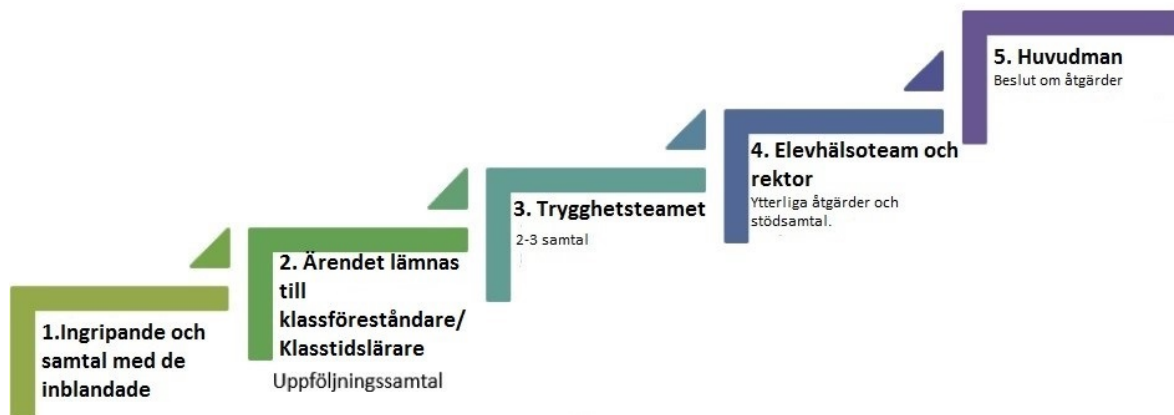 1.Ingripande och
samtal med de
inblandade
2. Ärendet lämnas
till
klassföreståndare/
Klasstidslärare
Uppföljningssamtal
3. Trygghetsteamet
2-3 samtal
4. Elevhälsoteam och
rektor
Ytterliga åtgärder och
stödsamtal.
5. Huvudman
Beslut om åtgärder